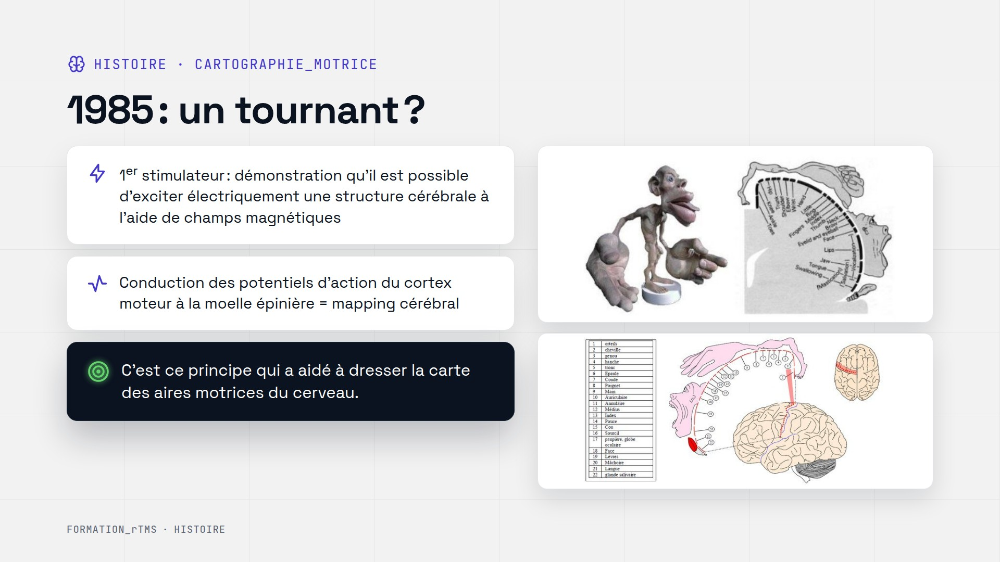 HISTOIRE · CARTOGRAPHIE_MOTRICE
1985 : un tournant ?
1er stimulateur : démonstration qu’il est possible
d’exciter électriquement une structure cérébrale à
l’aide de champs magnétiques
Conduction des potentiels d’action du cortex
moteur à la moelle épinière = mapping cérébral
C’est ce principe qui a aidé à dresser la carte
des aires motrices du cerveau.
Hip
Trunk
Shoulder
Elbow
Wrist
Hand
Knee
Ankle
Toes
Little
Ring
Middle
Index
Thumb
Fingers
Neck
Brow
Eyelid and eyeball
Face
Lips
Jaw
Tongue
Swallowing
[Mastication]
[Salivation]
[Vocalization]
1 orteils
2 cheville
3 genou
4 hanche
5 tronc
6 Epaule
7 Coude
8 Poignet
9 Main
10 Auriculaire
11 Annulaire
12 Médius
13 Index
14 Pouce
15 Cou
16 Sourcil
17 paupière, globe
oculaire
18 Face
19 Lèvres
20 Mâchoire
21 Langue
22 glande salivaire
FORMATION_rTMS · HISTOIRE